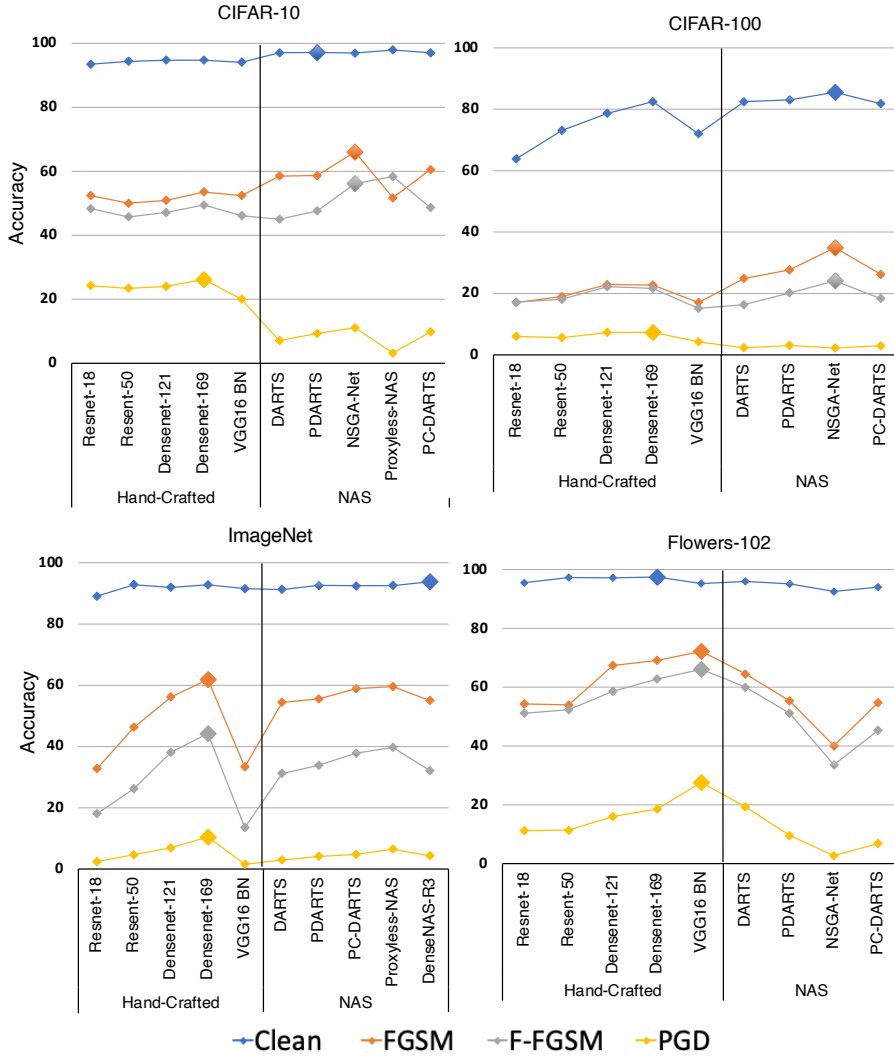 CIFAR-10
Accuracy
100
80
60
40
20
0
Resnet-18
Resent-50
Densenet-121
Densenet-169
VGG16 BN
DARTS
PDARTS
NSGA-Net
Proxyless-NAS
PC-DARTS
Hand-Crafted
NAS
CIFAR-100
100
80
60
40
20
0
Resnet-18
Resent-50
Densenet-121
Densenet-169
VGG16 BN
DARTS
PDARTS
NSGA-Net
PC-DARTS
Hand-Crafted
NAS
ImageNet
Accuracy
100
80
60
40
20
0
Resnet-18
Resent-50
Densenet-121
Densenet-169
VGG16 BN
DARTS
PDARTS
PC-DARTS
Proxyless-NAS
DenseNAS-R3
Hand-Crafted
NAS
Flowers-102
100
80
60
40
20
0
Resnet-18
Resent-50
Densenet-121
Densenet-169
VGG16 BN
DARTS
PDARTS
NSGA-Net
PC-DARTS
Hand-Crafted
NAS
Clean FGSM F-FGSM PGD